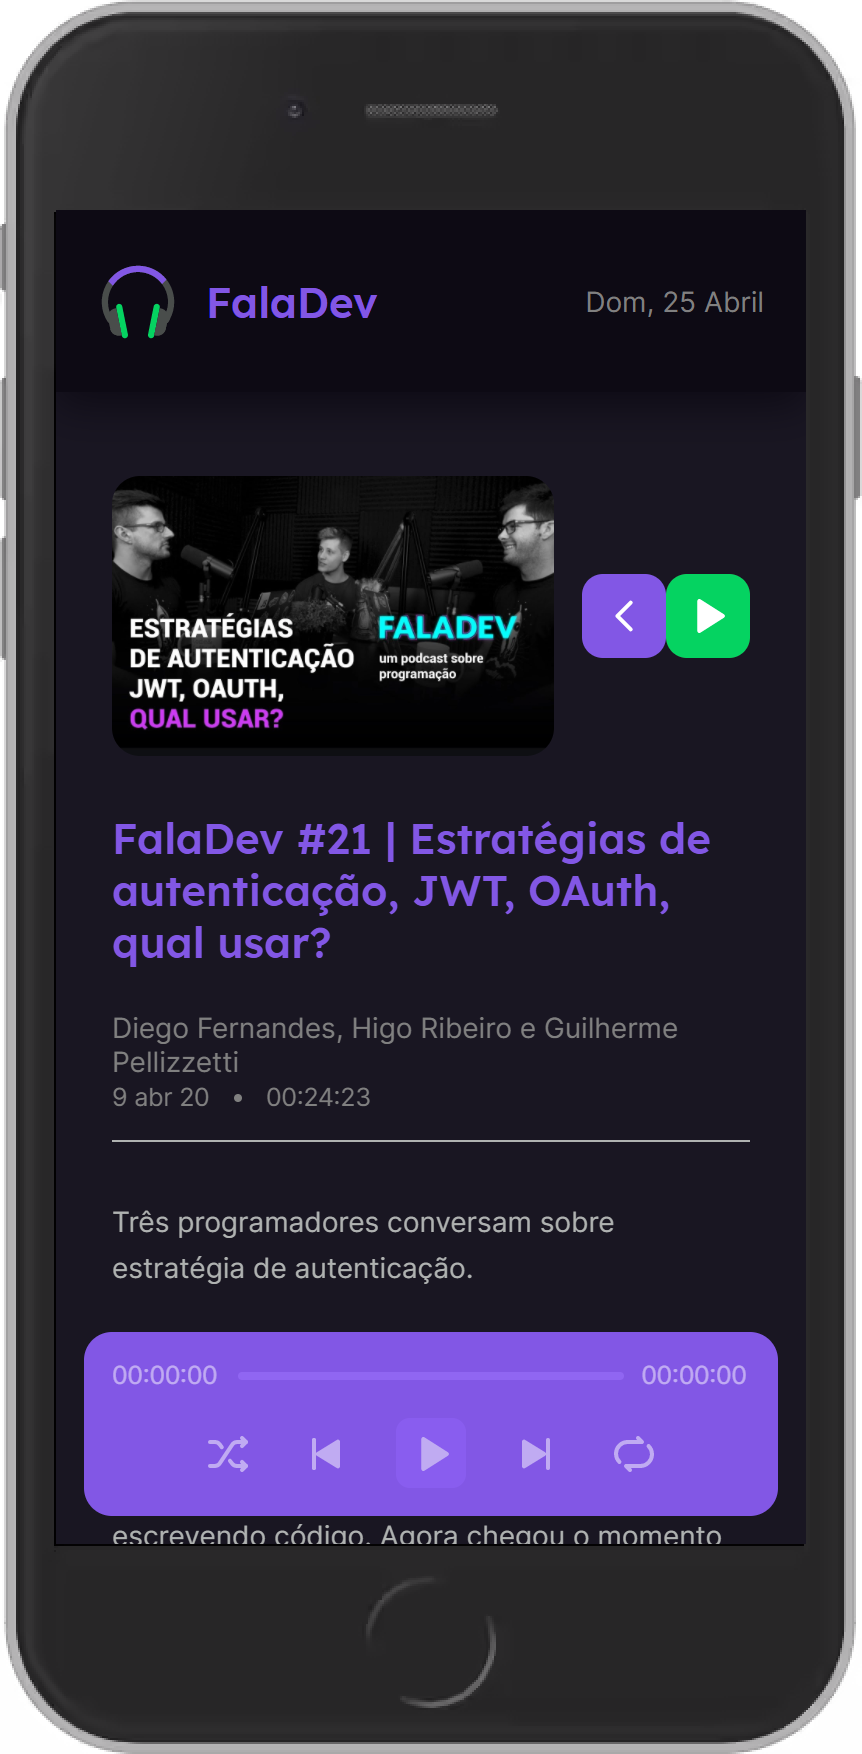 FalaDev
Dom, 25 Abril
ESTRATÉGIAS
DE AUTENTICAÇÃO
JWT, OAUTH,
QUAL USAR?
FALADEV
um podcast sobre
programação
FalaDev #21 | Estratégias de
autenticação, JWT, OAuth,
qual usar?
Diego Fernandes, Higo Ribeiro e Guilherme
Pellizzetti
9 abr 20 • 00:24:23
Três programadores conversam sobre
estratégia de autenticação.
00:00:00
00:00:00
escrevendo código. Agora chegou o momento